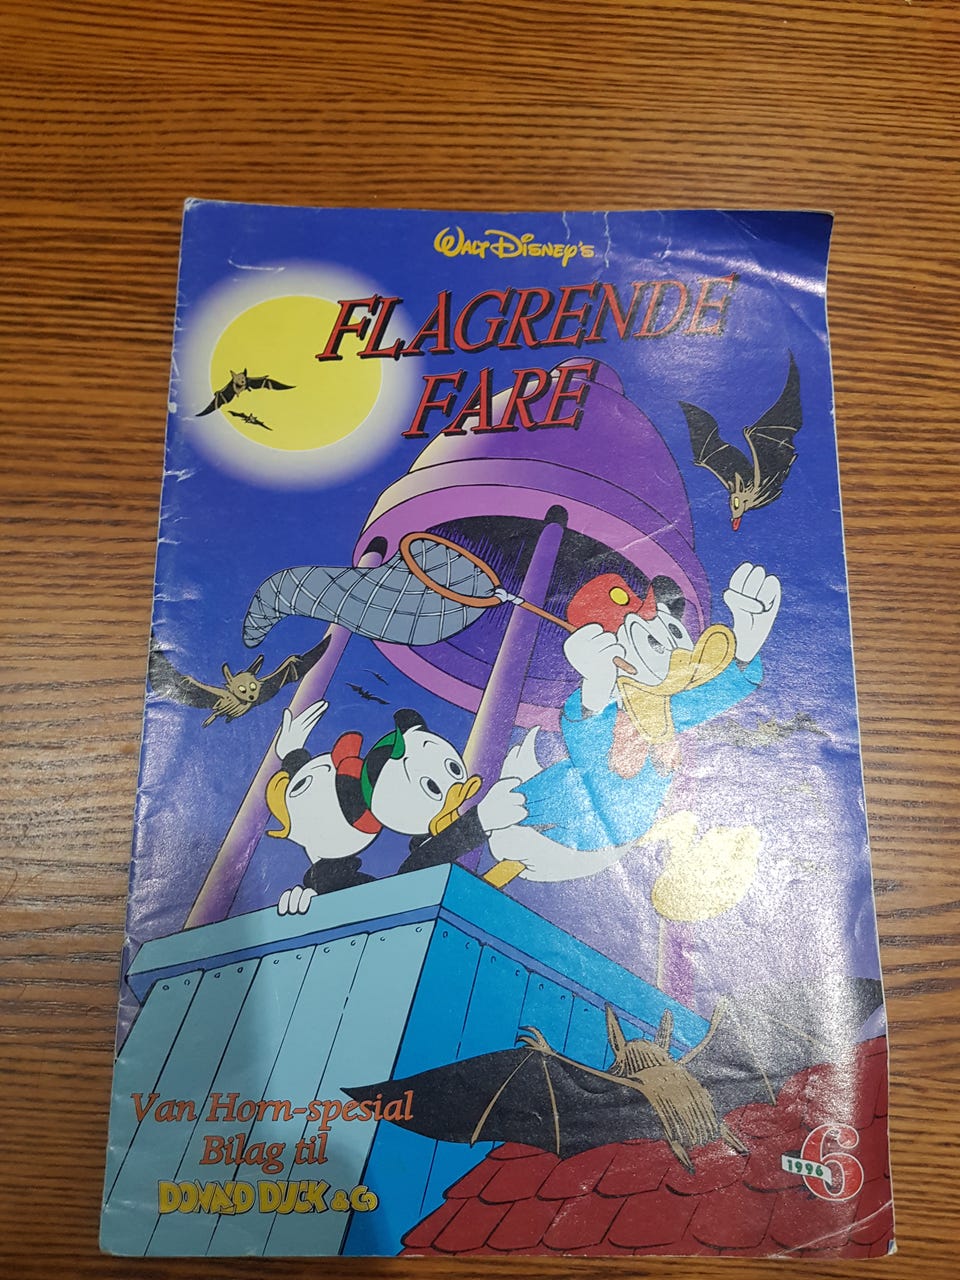 WALT DISNEY'S
FLAGRENDE
FARE
Van Horn-spesial
Bilag til
DONALD DUCK & Co
6
1996